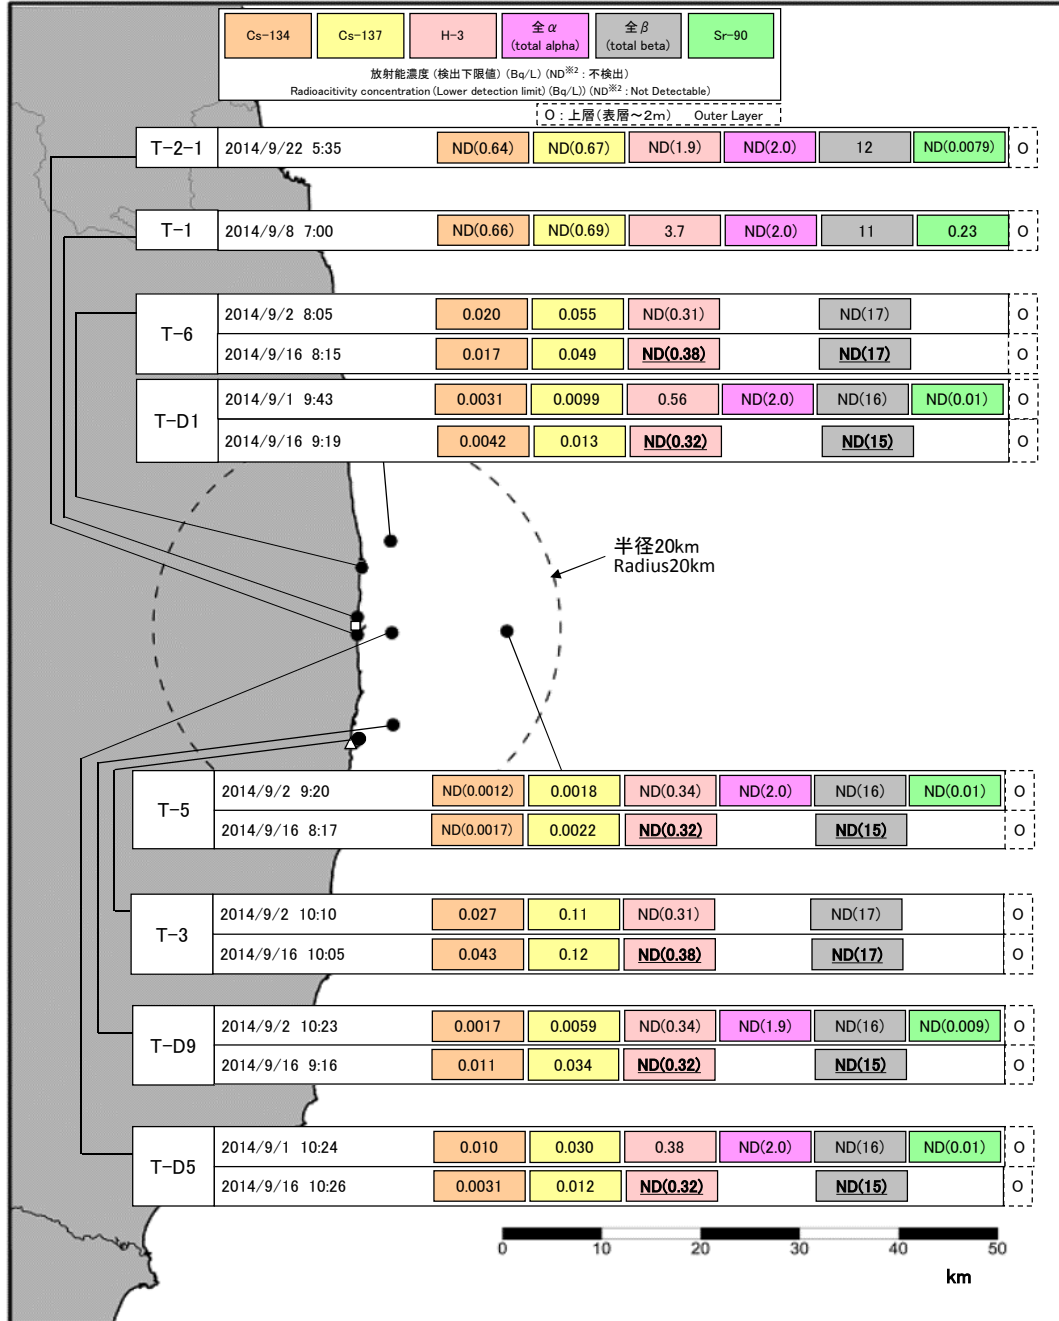 Cs-134 Cs-137 H-3 全α (total alpha) 全β (total beta) Sr-90
放射能濃度(検出下限値)(Bq/L)(ND※2:不検出)
Radioacitivity concentration(Lower detection limit)(Bq/L))(ND※2:Not Detectable)
O:上層(表層～2m) Outer Layer
T-2-1 2014/9/22 5:35 ND(0.64) ND(0.67) ND(1.9) ND(2.0) 12 ND(0.0079) O
T-1 2014/9/8 7:00 ND(0.66) ND(0.69) 3.7 ND(2.0) 11 0.23 O
T-6 2014/9/2 8:05 0.020 0.055 ND(0.31) ND(17) O
2014/9/16 8:15 0.017 0.049 ND(0.38) ND(17) O
T-D1 2014/9/1 9:43 0.0031 0.0099 0.56 ND(2.0) ND(16) ND(0.01) O
2014/9/16 9:19 0.0042 0.013 ND(0.32) ND(15) O
半径20km
Radius20km
T-5 2014/9/2 9:20 ND(0.0012) 0.0018 ND(0.34) ND(2.0) ND(16) ND(0.01) O
2014/9/16 8:17 ND(0.0017) 0.0022 ND(0.32) ND(15) O
T-3 2014/9/2 10:10 0.027 0.11 ND(0.31) ND(17) O
2014/9/16 10:05 0.043 0.12 ND(0.38) ND(17) O
T-D9 2014/9/2 10:23 0.0017 0.0059 ND(0.34) ND(1.9) ND(16) ND(0.009) O
2014/9/16 9:16 0.011 0.034 ND(0.32) ND(15) O
T-D5 2014/9/1 10:24 0.010 0.030 0.38 ND(2.0) ND(16) ND(0.01) O
2014/9/16 10:26 0.0031 0.012 ND(0.32) ND(15) O
0 10 20 30 40 50
km